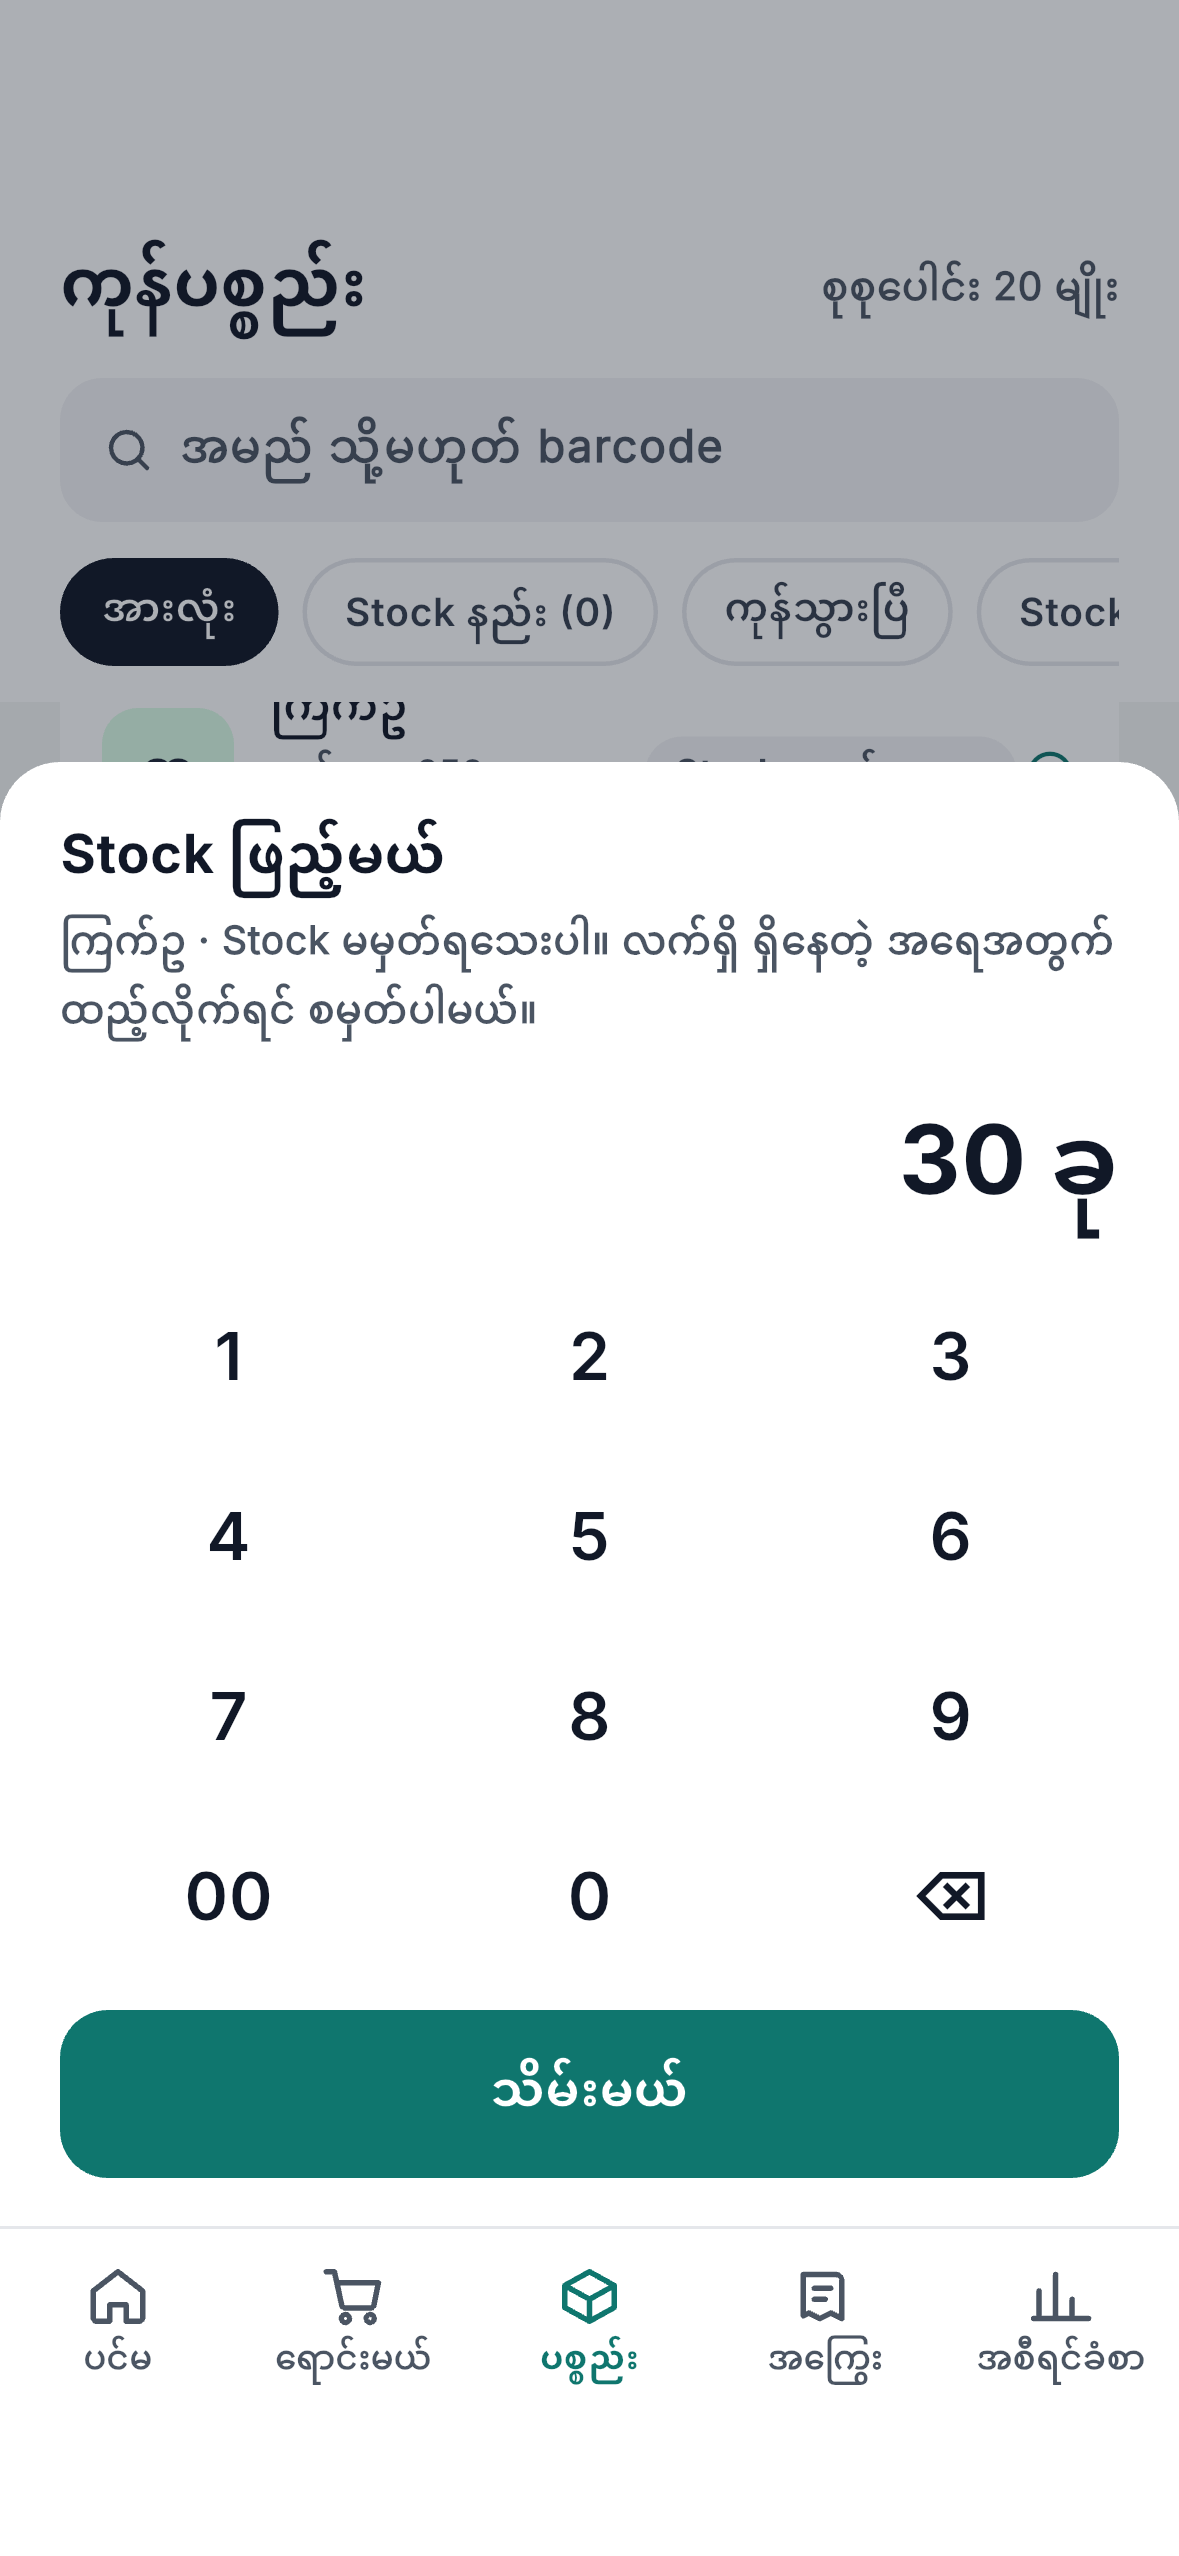 ကုန်ပစ္စည်း
စုစုပေါင်း 20 မျိုး
အမည် သို့မဟုတ် barcode
အားလုံး
Stock နည်း (0)
ကုန်သွားပြီ
Stock
ကြက်ဥ
Stock ဖြည့်မယ်
ကြက်ဥ · Stock မမှတ်ရသေးပါ။ လက်ရှိ ရှိနေတဲ့ အရေအတွက်
ထည့်လိုက်ရင် စမှတ်ပါမယ်။
30 ခု
1 2 3
4 5 6
7 8 9
00 0
သိမ်းမယ်
ပင်မ
ရောင်းမယ်
ပစ္စည်း
အကြွေး
အစီရင်ခံစာ